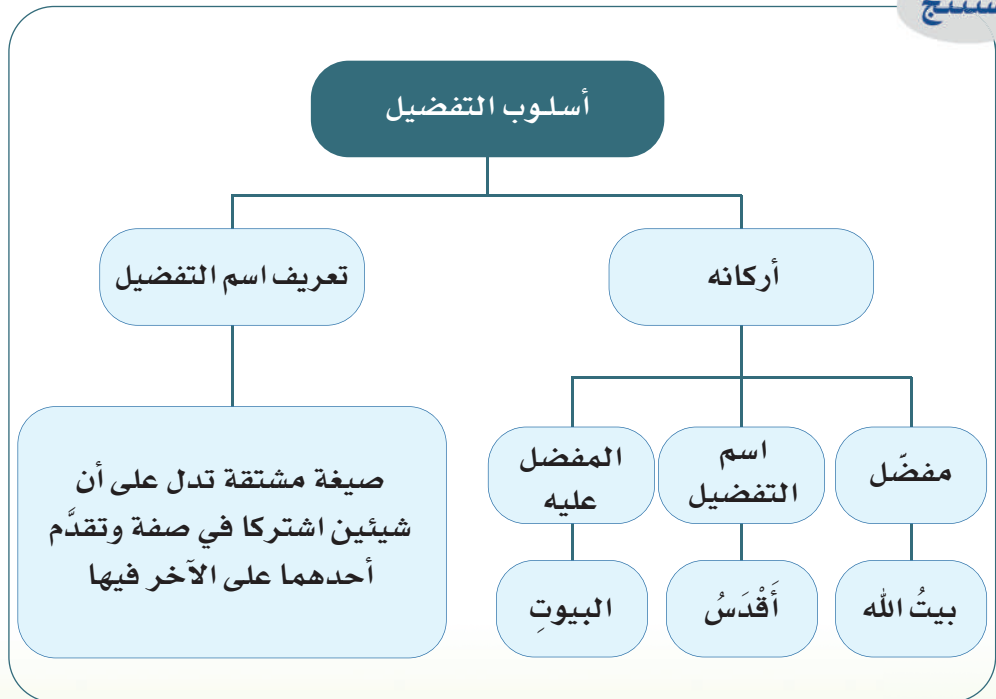 أسلوب التفضيل
أركانه
تعريف اسم التفضيل
مفضّل
اسم
التفضيل
المفضل
عليه
بيتُ الله
أَقْدَسُ
البيوتِ
صيغة مشتقة تدل على أن
شيئين اشتركا في صفة وتقدَّم
أحدهما على الآخر فيها